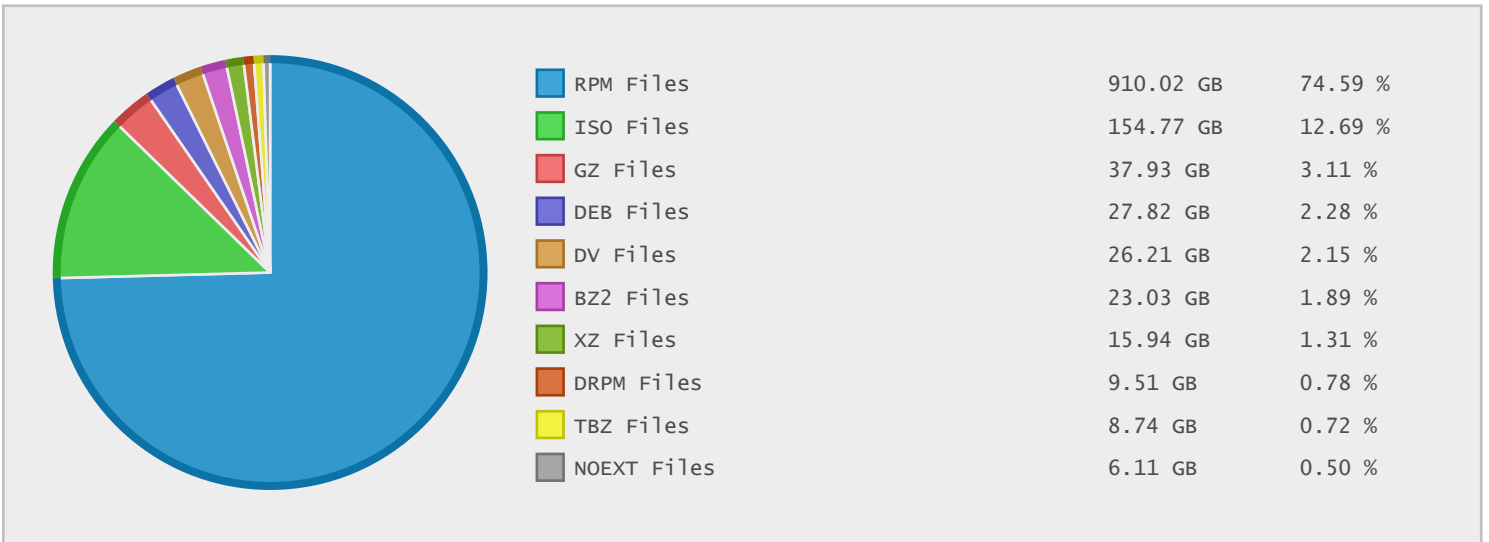 RPM Files 910.02 GB 74.59 %
ISO Files 154.77 GB 12.69 %
GZ Files 37.93 GB 3.11 %
DEB Files 27.82 GB 2.28 %
DV Files 26.21 GB 2.15 %
BZ2 Files 23.03 GB 1.89 %
XZ Files 15.94 GB 1.31 %
DRPM Files 9.51 GB 0.78 %
TBZ Files 8.74 GB 0.72 %
NOEXT Files 6.11 GB 0.50 %